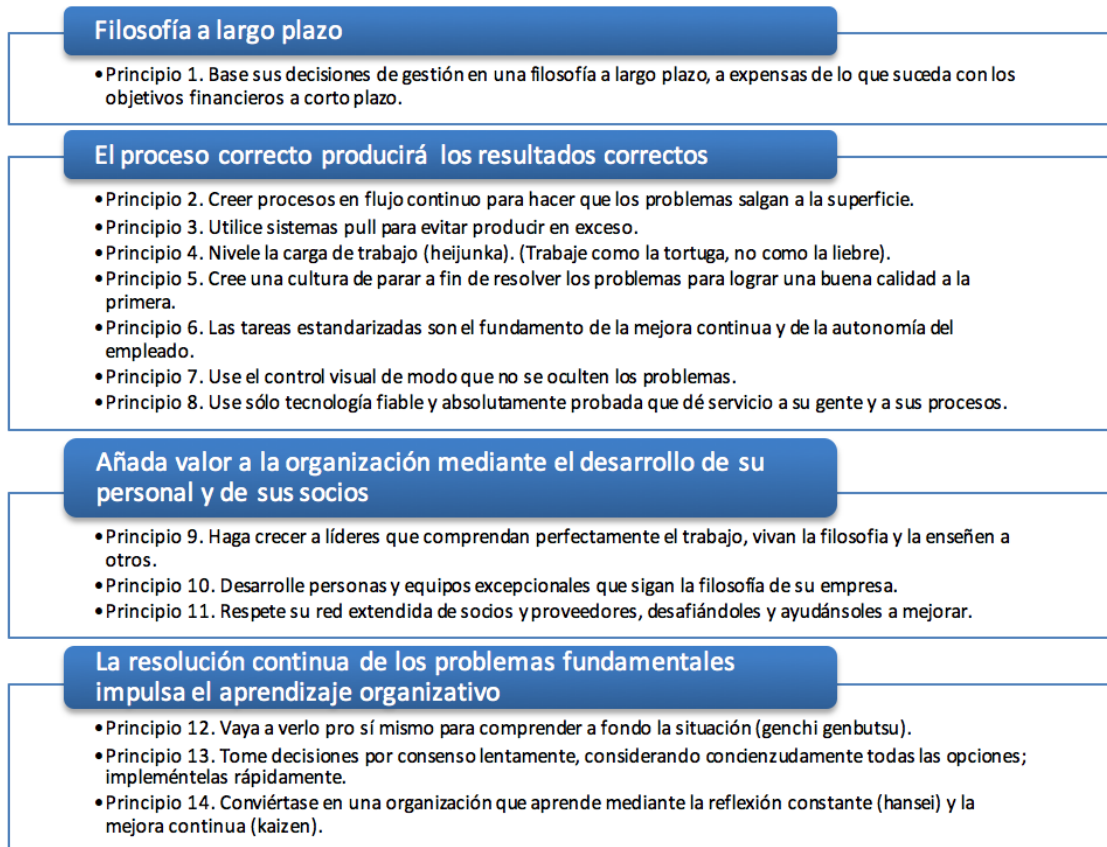 Filosofía a largo plazo
•Principio 1. Base sus decisiones de gestión en una filosofía a largo plazo, a expensas de lo que suceda con los
objetivos financieros a corto plazo.
El proceso correcto producirá los resultados correctos
•Principio 2. Creer procesos en flujo continuo para hacer que los problemas salgan a la superficie.
•Principio 3. Utilice sistemas pull para evitar producir en exceso.
•Principio 4. Nivele la carga de trabajo (heijunka). (Trabaje como la tortuga, no como la liebre).
•Principio 5. Cree una cultura de parar a fin de resolver los problemas para lograr una buena calidad a la
primera.
•Principio 6. Las tareas estandarizadas son el fundamento de la mejora continua y de la autonomía del
empleado.
•Principio 7. Use el control visual de modo que no se oculten los problemas.
•Principio 8. Use sólo tecnología fiable y absolutamente probada que dé servicio a su gente y a sus procesos.
Añada valor a la organización mediante el desarrollo de su
personal y de sus socios
•Principio 9. Haga crecer a líderes que comprendan perfectamente el trabajo, vivan la filosofia y la enseñen a
otros.
•Principio 10. Desarrolle personas y equipos excepcionales que sigan la filosofía de su empresa.
•Principio 11. Respete su red extendida de socios y proveedores, desafiándoles y ayudánsoles a mejorar.
La resolución continua de los problemas fundamentales
impulsa el aprendizaje organizativo
•Principio 12. Vaya a verlo pro sí mismo para comprender a fondo la situación (genchi genbutsu).
•Principio 13. Tome decisiones por consenso lentamente, considerando concienzudamente todas las opciones;
impleméntelas rápidamente.
•Principio 14. Conviértase en una organización que aprende mediante la reflexión constante (hansei) y la
mejora continua (kaizen).